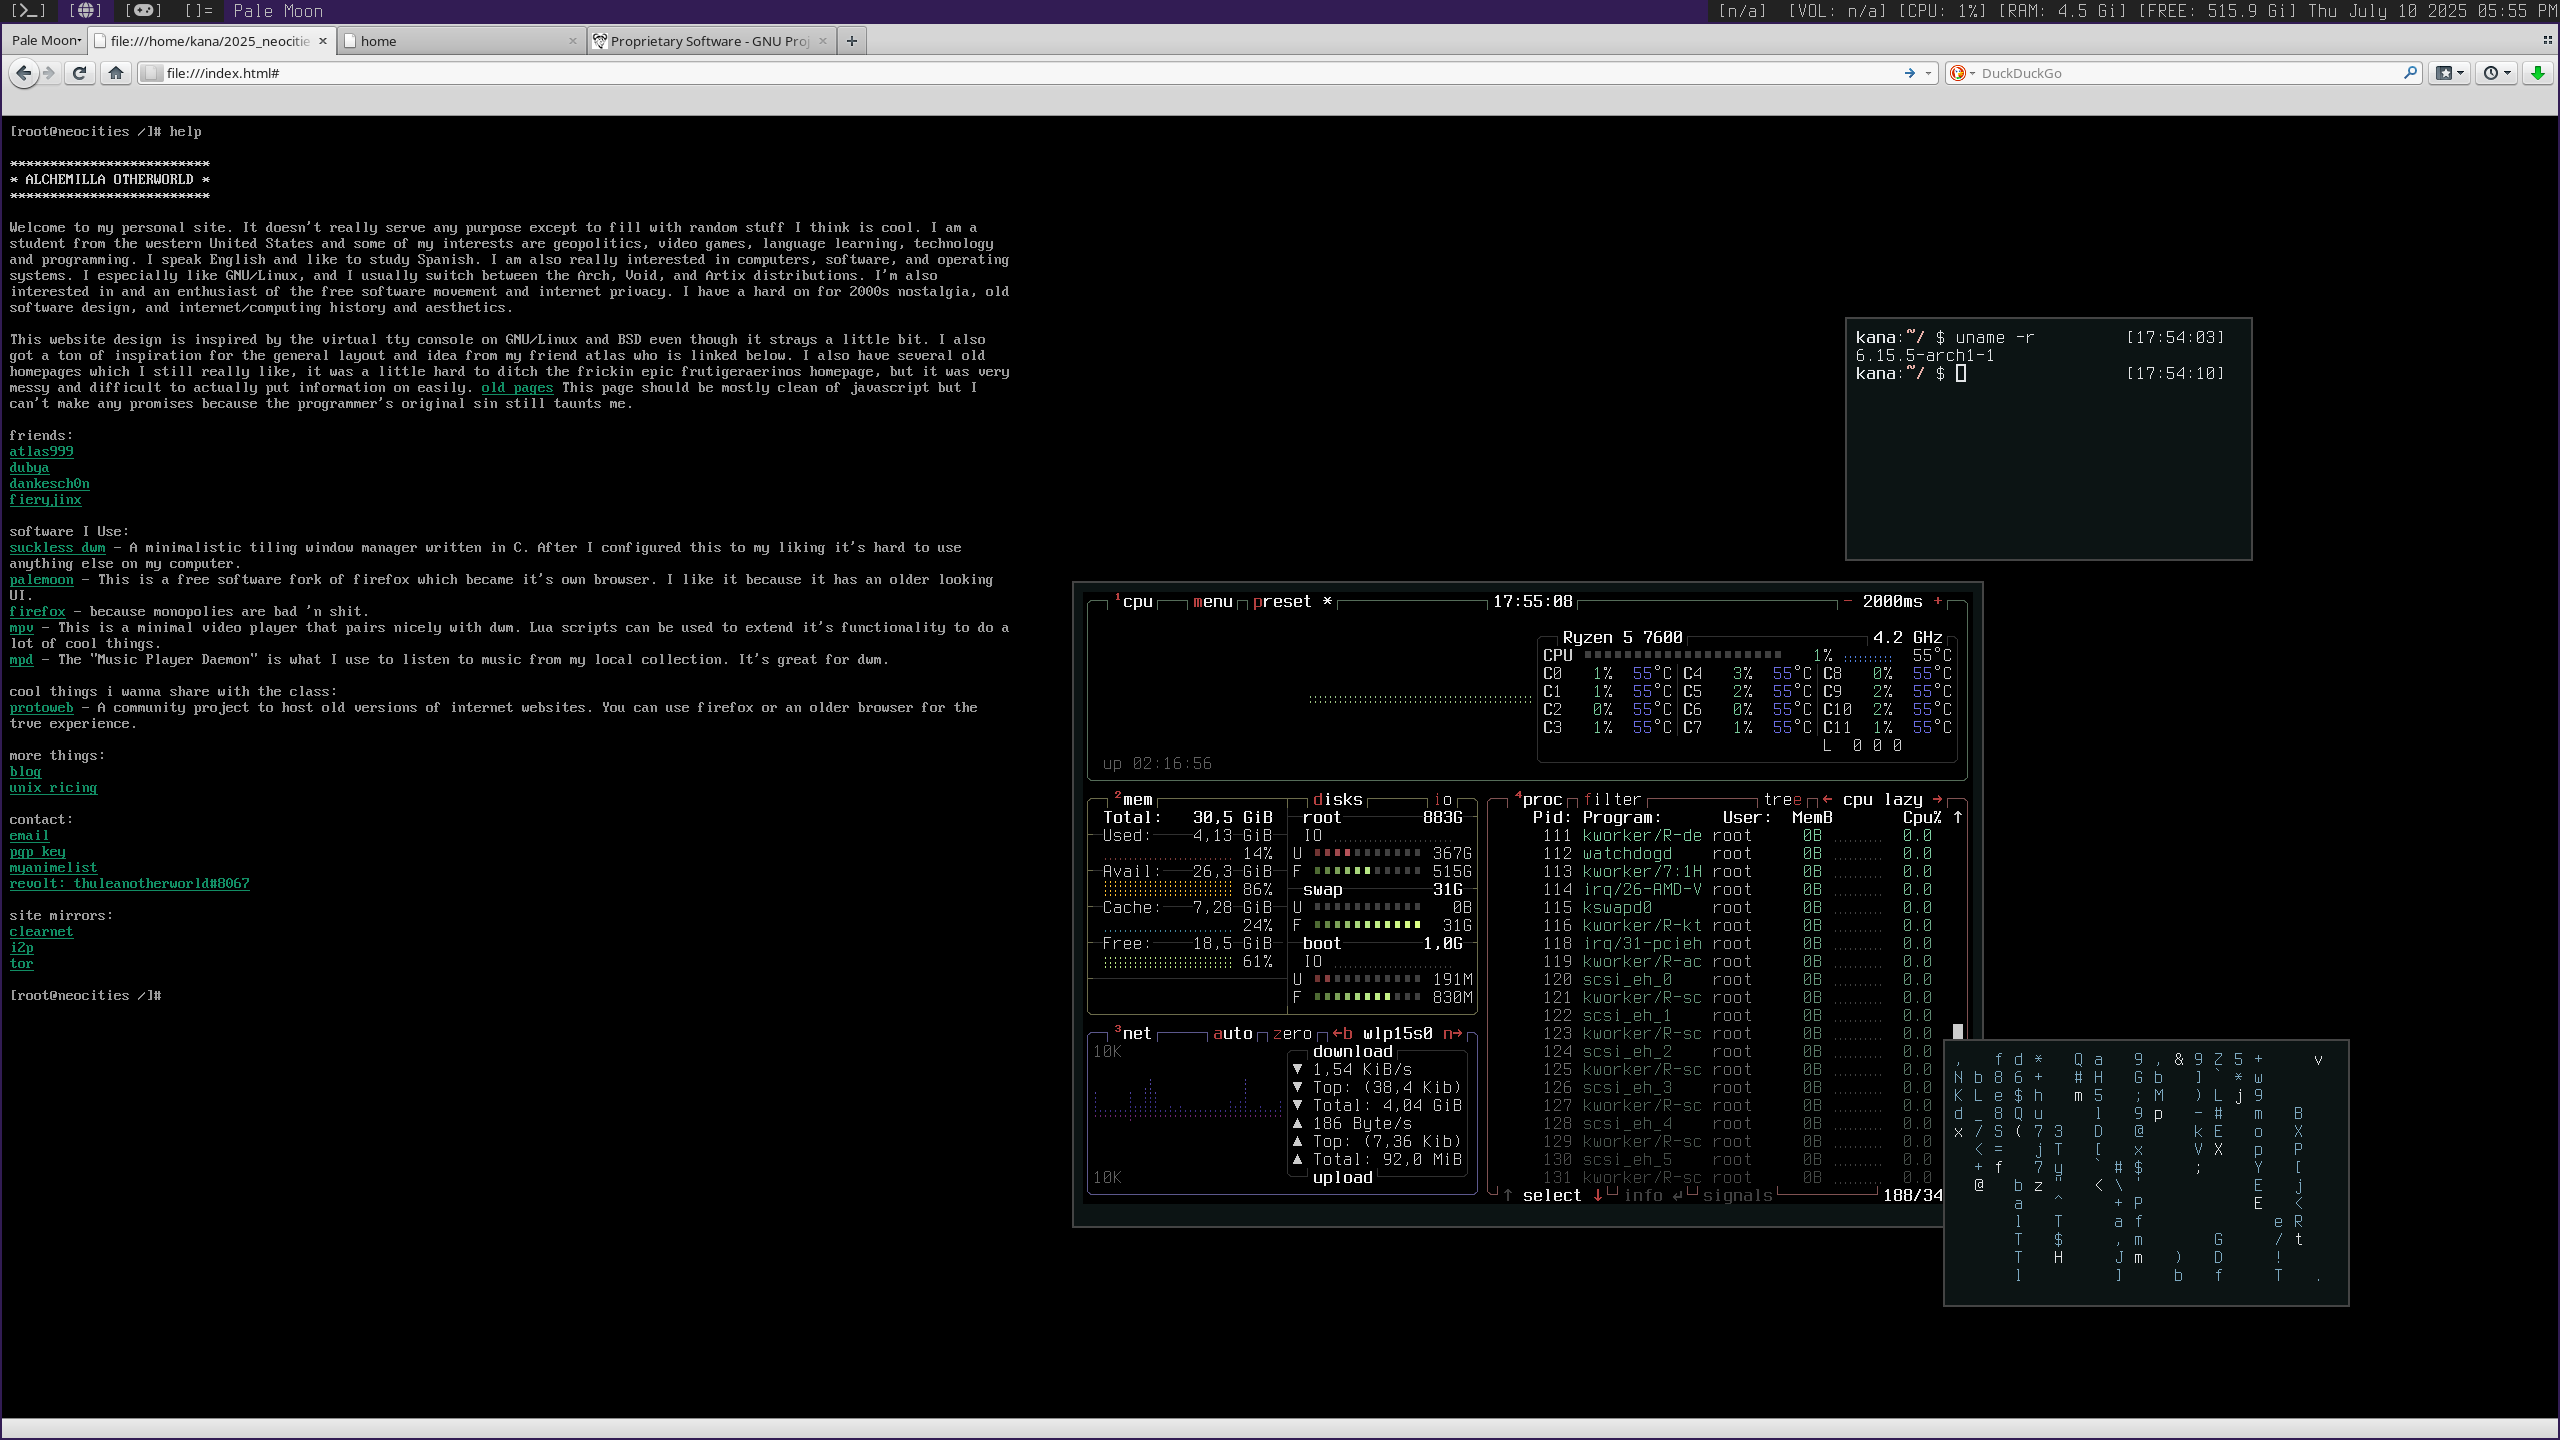 [>_] [] [] []= Pale Moon [n/a] [VOL: n/a] [CPU: 1%] [RAM: 4.5 Gi] [FREE: 515.9 Gi] Thu July 10 2025 05:55 PM
Pale Moon file:///home/kana/2025_neocitie home Proprietary Software - GNU Proj
file:///index.html# DuckDuckGo
[root@neocities /]# help
*************************
* ALCHEMILLA OTHERWORLD *
*************************
Welcome to my personal site. It doesn't really serve any purpose except to fill with random stuff I think is cool. I am a
student from the western United States and some of my interests are geopolitics, video games, language learning, technology
and programming. I speak English and like to study Spanish. I am also really interested in computers, software, and operating
systems. I especially like GNU/Linux, and I usually switch between the Arch, Void, and Artix distributions. I'm also
interested in and an enthusiast of the free software movement and internet privacy. I have a hard on for 2000s nostalgia, old
software design, and internet/computing history and aesthetics.
This website design is inspired by the virtual tty console on GNU/Linux and BSD even though it strays a little bit. I also
got a ton of inspiration for the general layout and idea from my friend atlas who is linked below. I also have several old
homepages which I still really like, it was a little hard to ditch the frickin epic frutigeraerinos homepage, but it was very
messy and difficult to actually put information on easily. old pages This page should be mostly clean of javascript but I
can't make any promises because the programmer's original sin still taunts me.
friends:
atlas999
dubya
dankesch0n
fieryjinx
software I Use:
suckless dwm - A minimalistic tiling window manager written in C. After I configured this to my liking it's hard to use
anything else on my computer.
palemoon - This is a free software fork of firefox which became it's own browser. I like it because it has an older looking
UI.
firefox - because monopolies are bad 'n shit.
mpv - This is a minimal video player that pairs nicely with dwm. Lua scripts can be used to extend it's functionality to do a
lot of cool things.
mpd - The "Music Player Daemon" is what I use to listen to music from my local collection. It's great for dwm.
cool things i wanna share with the class:
protoweb - A community project to host old versions of internet websites. You can use firefox or an older browser for the
trve experience.
more things:
blog
unix ricing
contact:
email
pgp key
myanimelist
revolt: thuleanotherworld#8067
site mirrors:
clearnet
i2p
tor
[root@neocities /]#
kana:~/ $ uname -r [17:54:03]
6.15.5-arch1-1
kana:~/ $ [17:54:10]
1cpu menu preset * 17:55:08 - 2000ms +
Ryzen 5 7600 4.2 GHz
CPU 1% 55°C
C0 1% 55°C C4 3% 55°C C8 0% 55°C
C1 1% 55°C C5 2% 55°C C9 2% 55°C
C2 0% 55°C C6 0% 55°C C10 2% 55°C
C3 1% 55°C C7 1% 55°C C11 1% 55°C
L 0 0 0
up 02:16:56
2mem disks io
Total: 30,5 GiB root 883G
Used: 4,13 GiB IO
14% U 367G
Avail: 26,3 GiB F 515G
86% swap 31G
Cache: 7,28 GiB U 0B
24% F 31G
Free: 18,5 GiB boot 1,0G
61% IO
U 191M
F 830M
3net auto zero ←b wlp15s0 n→
10K download
▼ 1,54 KiB/s
▼ Top: (38,4 Kib)
▼ Total: 4,04 GiB
▲ 186 Byte/s
▲ Top: (7,36 Kib)
▲ Total: 92,0 MiB
10K upload
4proc filter tree ← cpu lazy →
Pid: Program: User: MemB Cpu% ↑
111 kworker/R-de root 0B 0.0
112 watchdogd root 0B 0.0
113 kworker/7:1H root 0B 0.0
114 irq/26-AMD-V root 0B 0.0
115 kswapd0 root 0B 0.0
116 kworker/R-kt root 0B 0.0
118 irq/31-pcieh root 0B 0.0
119 kworker/R-ac root 0B 0.0
120 scsi_eh_0 root 0B 0.0
121 kworker/R-sc root 0B 0.0
122 scsi_eh_1 root 0B 0.0
123 kworker/R-sc root 0B 0.0
124 scsi_eh_2 root 0B 0.0
125 kworker/R-sc root 0B 0.0
126 scsi_eh_3 root 0B 0.0
127 kworker/R-sc root 0B 0.0
128 scsi_eh_4 root 0B 0.0
129 kworker/R-sc root 0B 0.0
130 scsi_eh_5 root 0B 0.0
131 kworker/R-sc root 0B 0.0
↑ select ↓ info ↵ signals 188/34
, f d * Q a 9 , & 9 Z 5 + v
N b 8 6 + # H G b ] ` * w
K L e $ h m 5 ; M ) L j 9
d _ 8 Q u l 9 p - # m B
x / S ( 7 3 D @ k E o X
< = j T [ x V X p P
+ f 7 y ` # $ ; Y [
@ b z " < \ ' E j
a ^ + P E <
l T a f e R
T $ , m G / t
T H J m ) D !
l ] b f T .